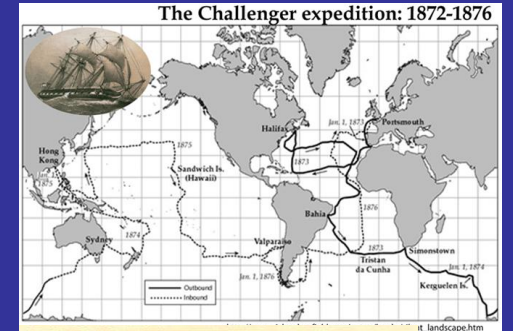 The Challenger expedition: 1872-1876
Jan. 1, 1873
Portsmouth
Halifax
1875
1873
Hong
Kong
Sandwich Is.
(Hawaii)
1875
1876
Bahia
1874
Sydney
Valparaiso
1873
Simonstown
Tristan
da Cunha
Jan. 1, 1874
Jan. 1, 1876
Kerguelen Is.
Outbound
Inbound
landscape.htm